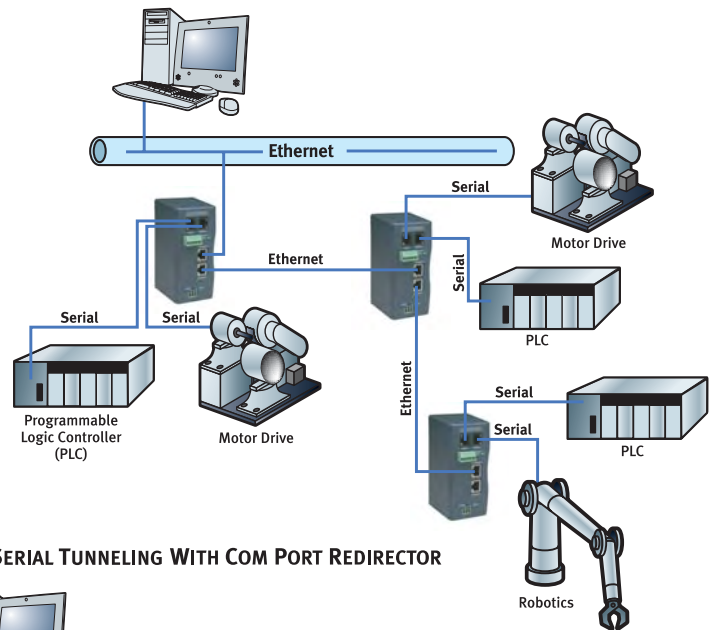 Ethernet
Serial
Motor Drive
Ethernet
Serial
PLC
Serial
Serial
Programmable
Logic Controller
(PLC)
Motor Drive
Ethernet
Serial
PLC
Serial
Robotics
SERIAL TUNNELING WITH COM PORT REDIRECTOR